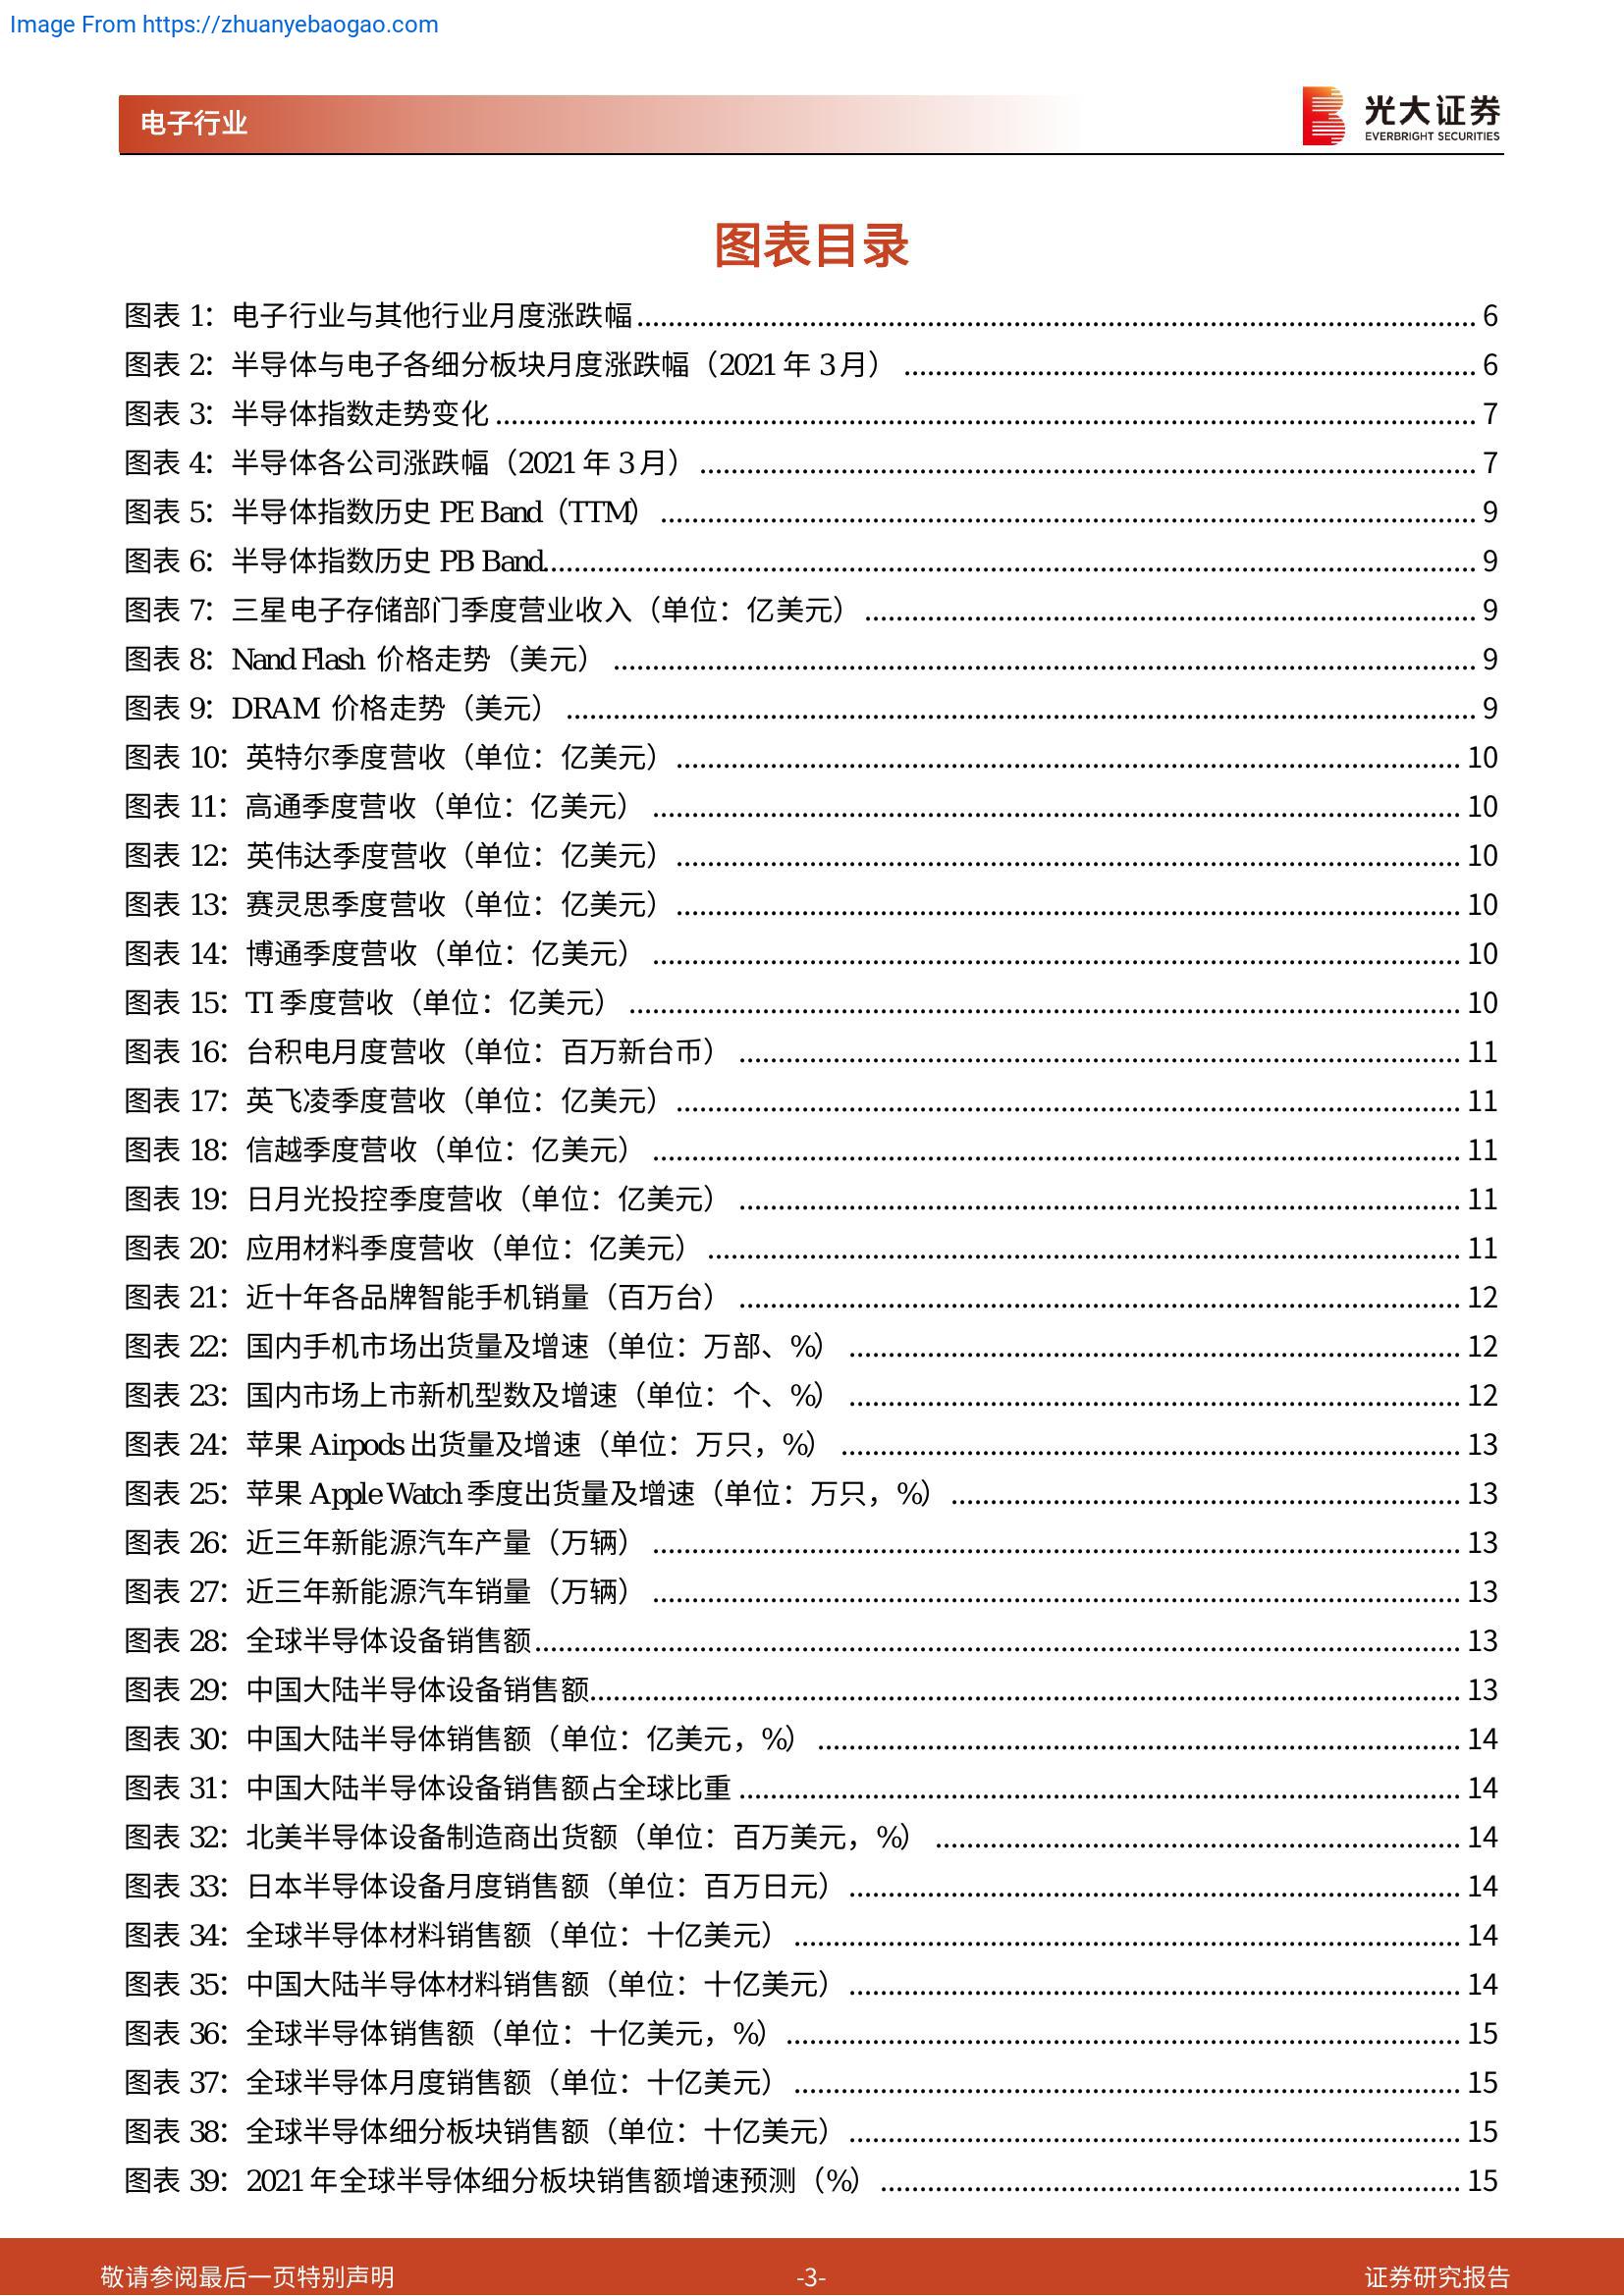 Image From https://zhuanyebaogao.com
电子行业
光大证券
EVERBRIGHT SECURITIES
图表目录
图表 1：电子行业与其他行业月度涨跌幅 6
图表 2：半导体与电子各细分板块月度涨跌幅（2021 年 3 月） 6
图表 3：半导体指数走势变化 7
图表 4：半导体各公司涨跌幅（2021 年 3 月） 7
图表 5：半导体指数历史 PE Band（TTM） 9
图表 6：半导体指数历史 PB Band 9
图表 7：三星电子存储部门季度营业收入（单位：亿美元） 9
图表 8：Nand Flash 价格走势（美元） 9
图表 9：DRAM 价格走势（美元） 9
图表 10：英特尔季度营收（单位：亿美元） 10
图表 11：高通季度营收（单位：亿美元） 10
图表 12：英伟达季度营收（单位：亿美元） 10
图表 13：赛灵思季度营收（单位：亿美元） 10
图表 14：博通季度营收（单位：亿美元） 10
图表 15：TI 季度营收（单位：亿美元） 10
图表 16：台积电月度营收（单位：百万新台币） 11
图表 17：英飞凌季度营收（单位：亿美元） 11
图表 18：信越季度营收（单位：亿美元） 11
图表 19：日月光投控季度营收（单位：亿美元） 11
图表 20：应用材料季度营收（单位：亿美元） 11
图表 21：近十年各品牌智能手机销量（百万台） 12
图表 22：国内手机市场出货量及增速（单位：万部、%） 12
图表 23：国内市场上市新机型数及增速（单位：个、%） 12
图表 24：苹果 Airpods 出货量及增速（单位：万只，%） 13
图表 25：苹果 Apple Watch 季度出货量及增速（单位：万只，%） 13
图表 26：近三年新能源汽车产量（万辆） 13
图表 27：近三年新能源汽车销量（万辆） 13
图表 28：全球半导体设备销售额 13
图表 29：中国大陆半导体设备销售额 13
图表 30：中国大陆半导体销售额（单位：亿美元，%） 14
图表 31：中国大陆半导体设备销售额占全球比重 14
图表 32：北美半导体设备制造商出货额（单位：百万美元，%） 14
图表 33：日本半导体设备月度销售额（单位：百万日元） 14
图表 34：全球半导体材料销售额（单位：十亿美元） 14
图表 35：中国大陆半导体材料销售额（单位：十亿美元） 14
图表 36：全球半导体销售额（单位：十亿美元，%） 15
图表 37：全球半导体月度销售额（单位：十亿美元） 15
图表 38：全球半导体细分板块销售额（单位：十亿美元） 15
图表 39：2021 年全球半导体细分板块销售额增速预测（%） 15
敬请参阅最后一页特别声明 -3- 证券研究报告